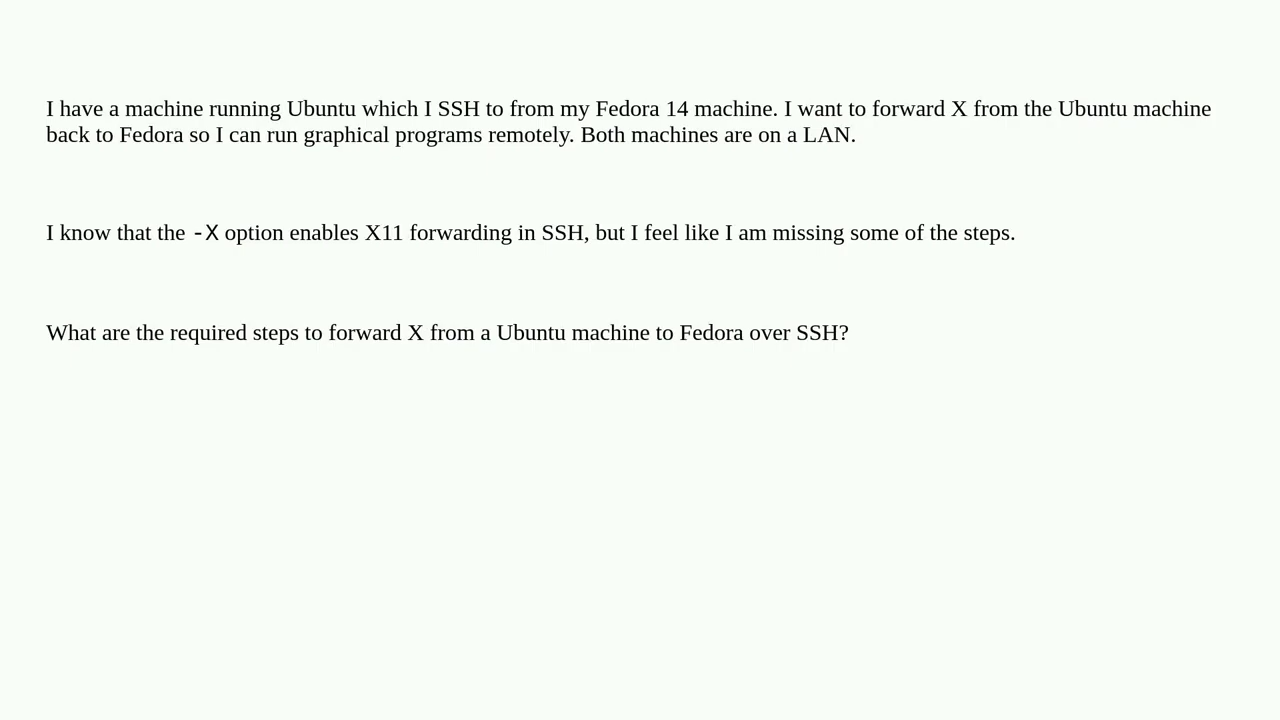 I have a machine running Ubuntu which I SSH to from my Fedora 14 machine. I want to forward X from the Ubuntu machine
back to Fedora so I can run graphical programs remotely. Both machines are on a LAN.
I know that the -X option enables X11 forwarding in SSH, but I feel like I am missing some of the steps.
What are the required steps to forward X from a Ubuntu machine to Fedora over SSH?